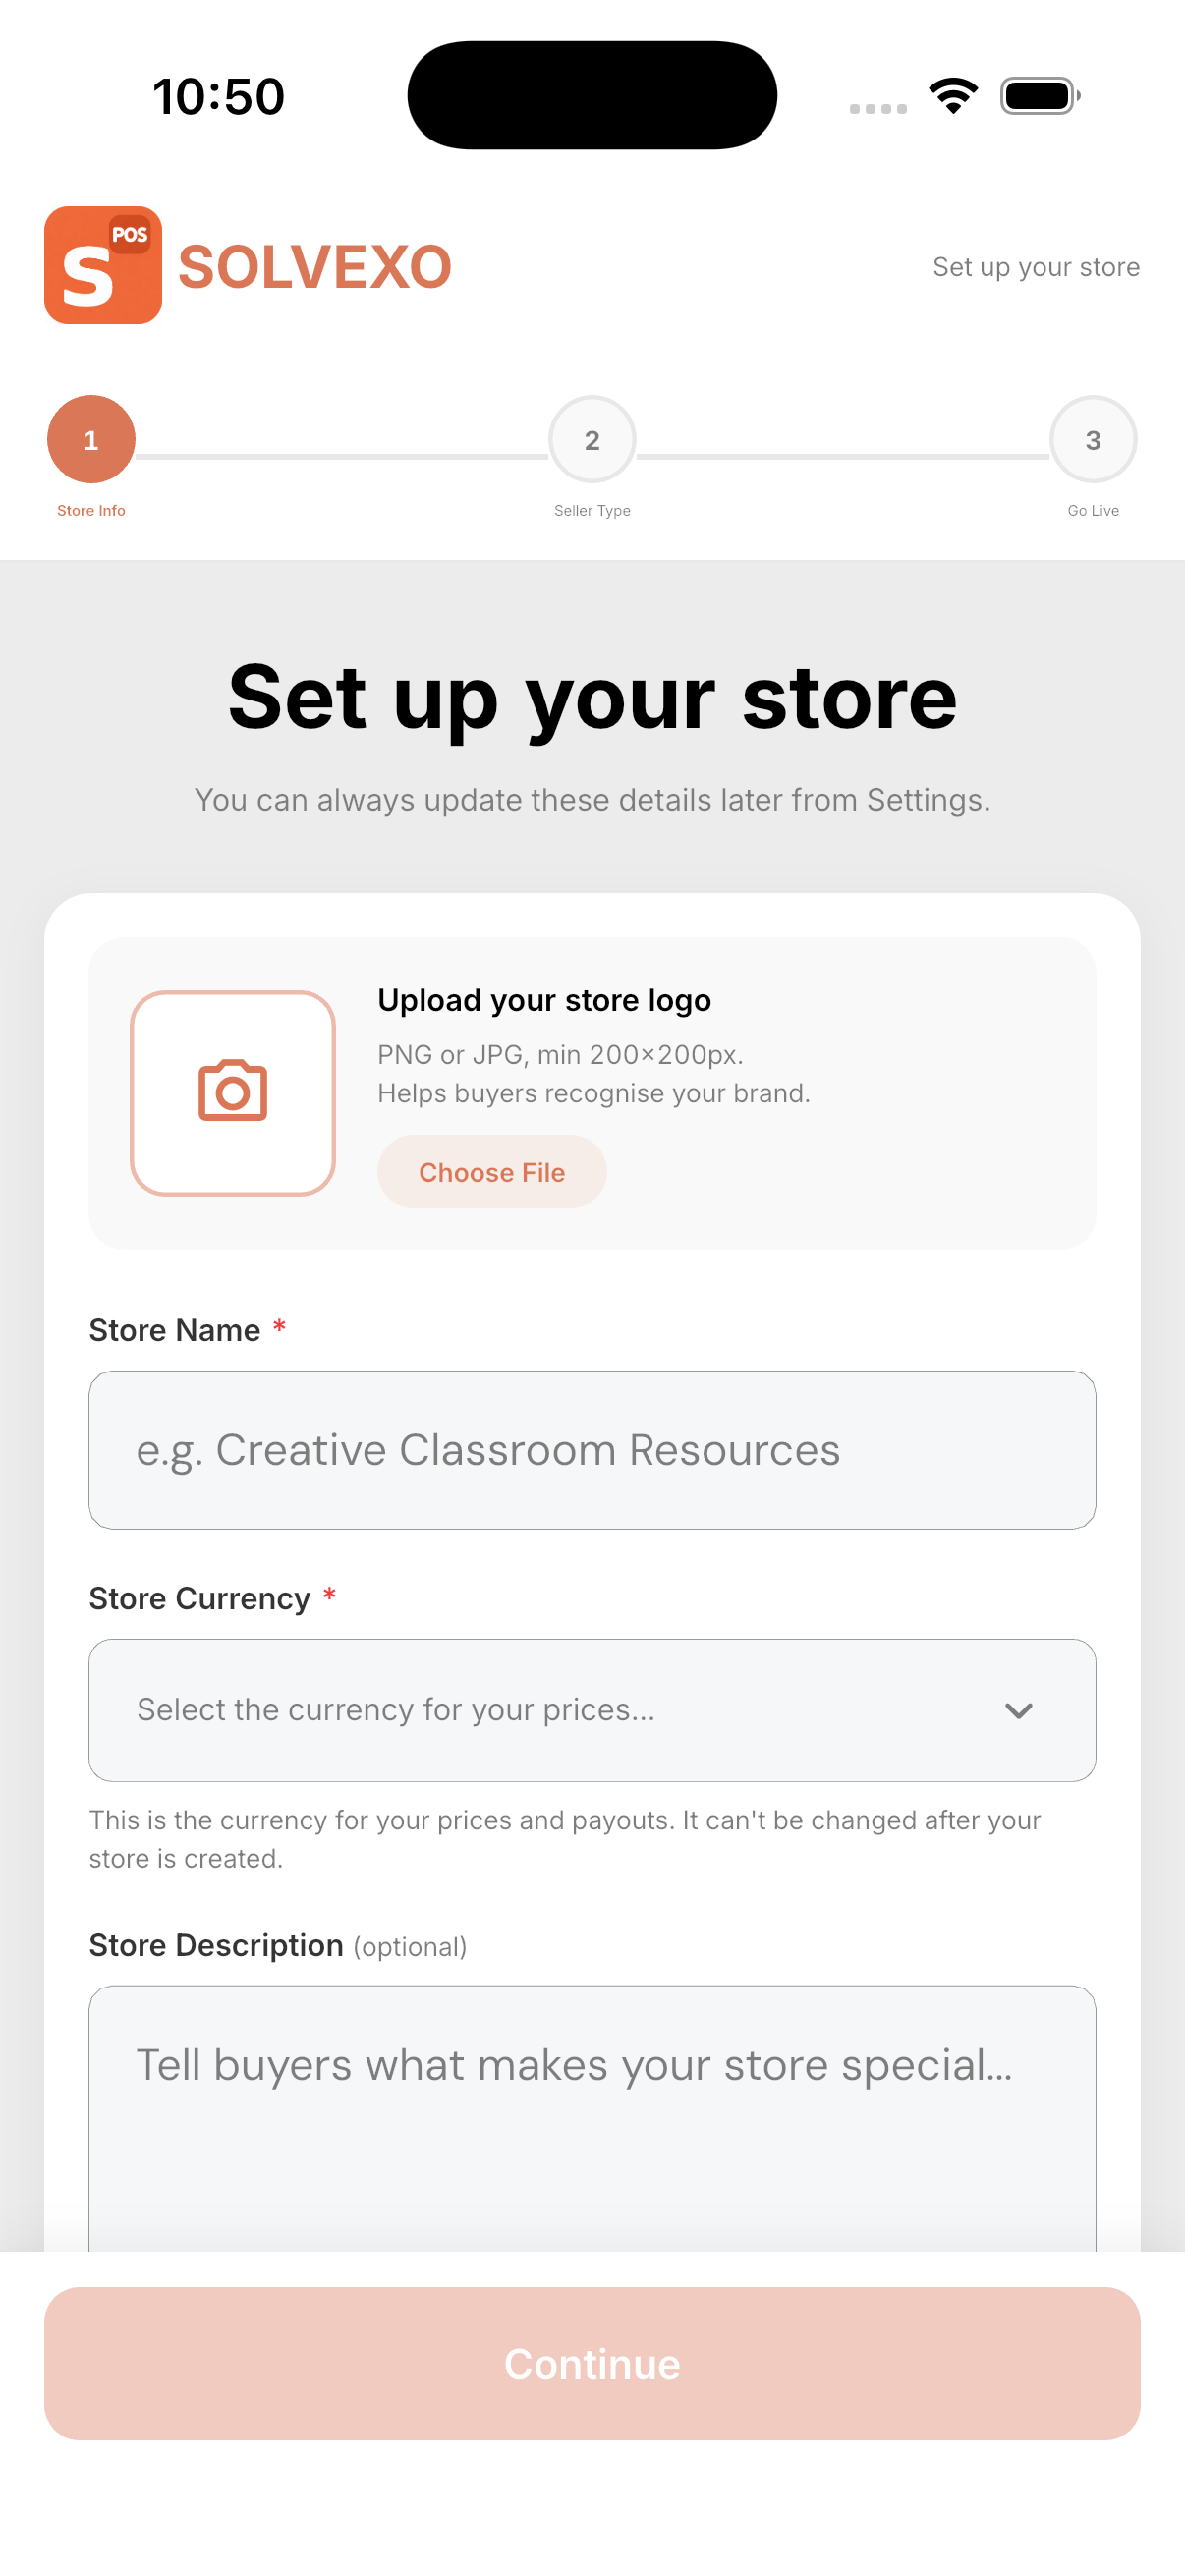 10:50
S POS SOLVEXO
Set up your store
1 2 3
Store Info Seller Type Go Live
Set up your store
You can always update these details later from Settings.
Upload your store logo
PNG or JPG, min 200×200px.
Helps buyers recognise your brand.
Choose File
Store Name *
e.g. Creative Classroom Resources
Store Currency *
Select the currency for your prices...
This is the currency for your prices and payouts. It can't be changed after your
store is created.
Store Description (optional)
Tell buyers what makes your store special...
Continue